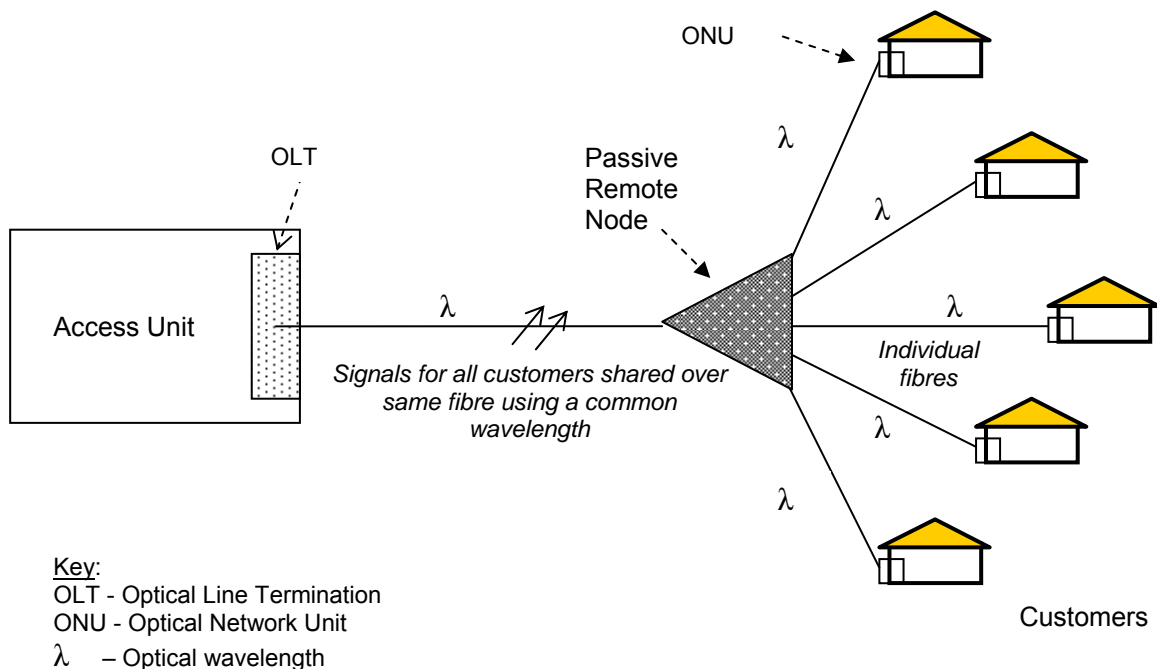 ONU
λ
OLT
Passive
Remote
Node
λ
Access Unit
λ
λ
Signals for all customers shared over
same fibre using a common
wavelength
Individual
fibres
λ
λ
Key:
OLT - Optical Line Termination
ONU - Optical Network Unit
λ – Optical wavelength
Customers